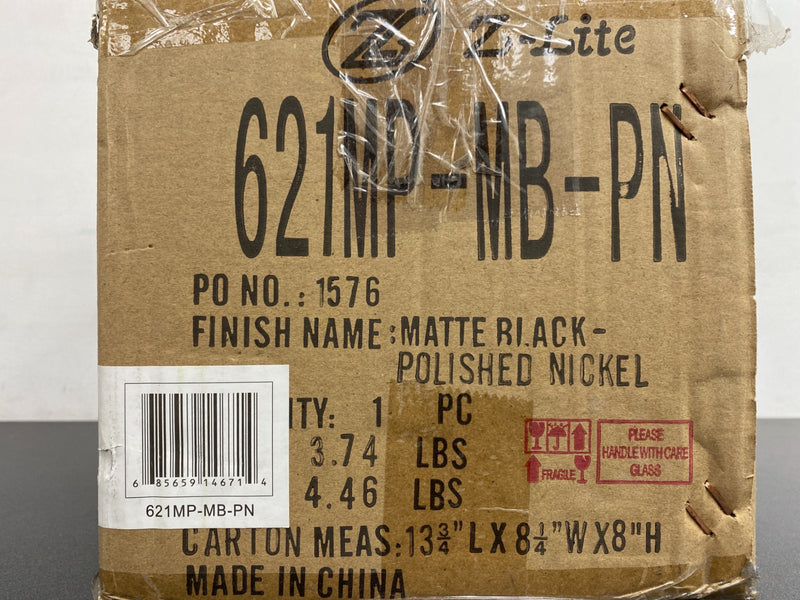 Z Z-Lite
621MP-MB-PN
PO NO.: 1576
FINISH NAME: MATTE BLACK-
POLISHED NICKEL
ITY: 1 PC
3.74 LBS
4.46 LBS
CARTON MEAS: 13 3/4" L X 8 1/4" W X 8" H
MADE IN CHINA
6 85659 14671 4
621MP-MB-PN
FRAGILE
PLEASE
HANDLE WITH CARE
GLASS